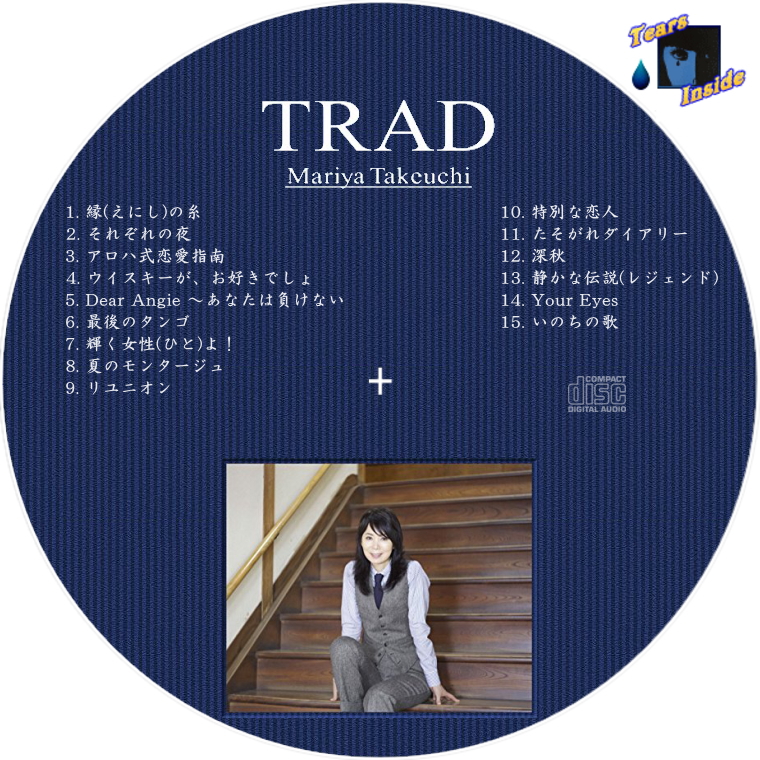 Tears
Inside
TRAD
Mariya Takeuchi
1. 縁(えにし)の糸
2. それぞれの夜
3. アロハ式恋愛指南
4. ウイスキーが、お好きでしょ
5. Dear Angie ～あなたは負けない
6. 最後のタンゴ
7. 輝く女性(ひと)よ！
8. 夏のモンタージュ
9. リユニオン
10. 特別な恋人
11. たそがれダイアリー
12. 深秋
13. 静かな伝説(レジェンド)
14. Your Eyes
15. いのちの歌
COMPACT
disc
DIGITAL AUDIO